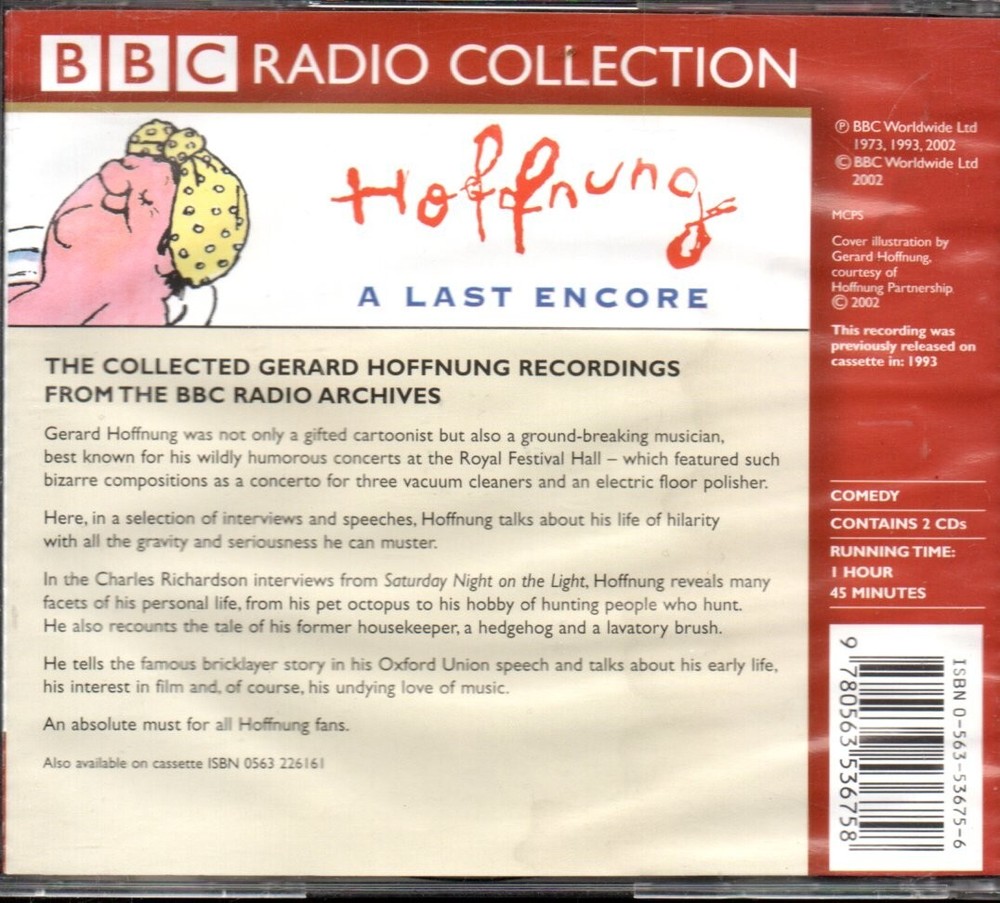 BBC RADIO COLLECTION
Hoffnung
A LAST ENCORE
THE COLLECTED GERARD HOFFNUNG RECORDINGS
FROM THE BBC RADIO ARCHIVES
Gerard Hoffnung was not only a gifted cartoonist but also a ground-breaking musician,
best known for his wildly humorous concerts at the Royal Festival Hall – which featured such
bizarre compositions as a concerto for three vacuum cleaners and an electric floor polisher.
Here, in a selection of interviews and speeches, Hoffnung talks about his life of hilarity
with all the gravity and seriousness he can muster.
In the Charles Richardson interviews from Saturday Night on the Light, Hoffnung reveals many
facets of his personal life, from his pet octopus to his hobby of hunting people who hunt.
He also recounts the tale of his former housekeeper, a hedgehog and a lavatory brush.
He tells the famous bricklayer story in his Oxford Union speech and talks about his early life,
his interest in film and, of course, his undying love of music.
An absolute must for all Hoffnung fans.
Also available on cassette ISBN 0563 226161
℗ BBC Worldwide Ltd
1973, 1993, 2002
© BBC Worldwide Ltd
2002
MCPS
Cover illustration by
Gerard Hoffnung,
courtesy of
Hoffnung Partnership
© 2002
This recording was
previously released on
cassette in: 1993
COMEDY
CONTAINS 2 CDs
RUNNING TIME:
1 HOUR
45 MINUTES
ISBN 0-563-53675-6
9 780563 536758